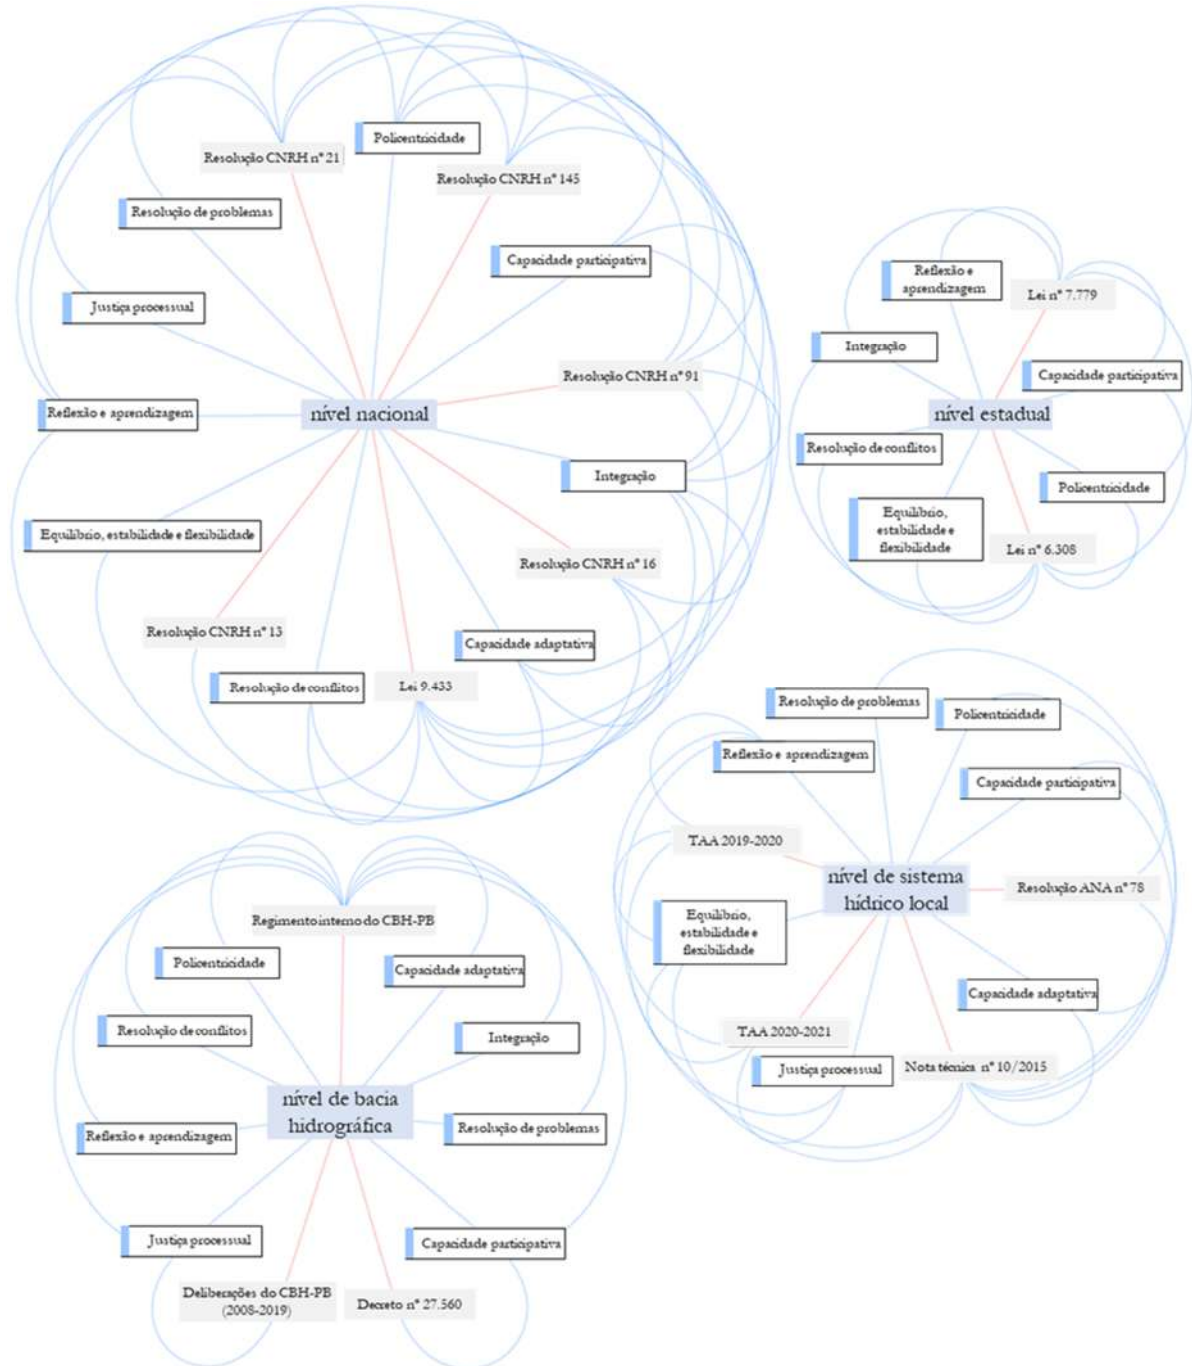 Policentricidade
Resolução CNRH nº 21
Resolução CNRH nº 145
Resolução de problemas
Capacidade participativa
Justiça processual
Resolução CNRH nº 91
Reflexão e aprendizagem
nível nacional
Integração
Equilíbrio, estabilidade e flexibilidade
Resolução CNRH nº 16
Resolução CNRH nº 13
Capacidade adaptativa
Resolução de conflitos
Lei 9.433
Reflexão e
aprendizagem
Lei nº 7.779
Integração
Capacidade participativa
nível estadual
Resolução de conflitos
Policentricidade
Equilíbrio,
estabilidade e
flexibilidade
Lei nº 6.308
Regimento interno do CBH-PB
Policentricidade
Capacidade adaptativa
Resolução de conflitos
Integração
nível de bacia
hidrográfica
Reflexão e aprendizagem
Resolução de problemas
Justiça processual
Capacidade participativa
Deliberações do CBH-PB
(2008-2019)
Decreto nº 27.560
Resolução de problemas
Policentricidade
Reflexão e aprendizagem
Capacidade participativa
TAA 2019-2020
nível de sistema
hídrico local
Resolução ANA nº 78
Equilíbrio,
estabilidade e
flexibilidade
Capacidade adaptativa
TAA 2020-2021
Justiça processual
Nota técnica nº 10/2015